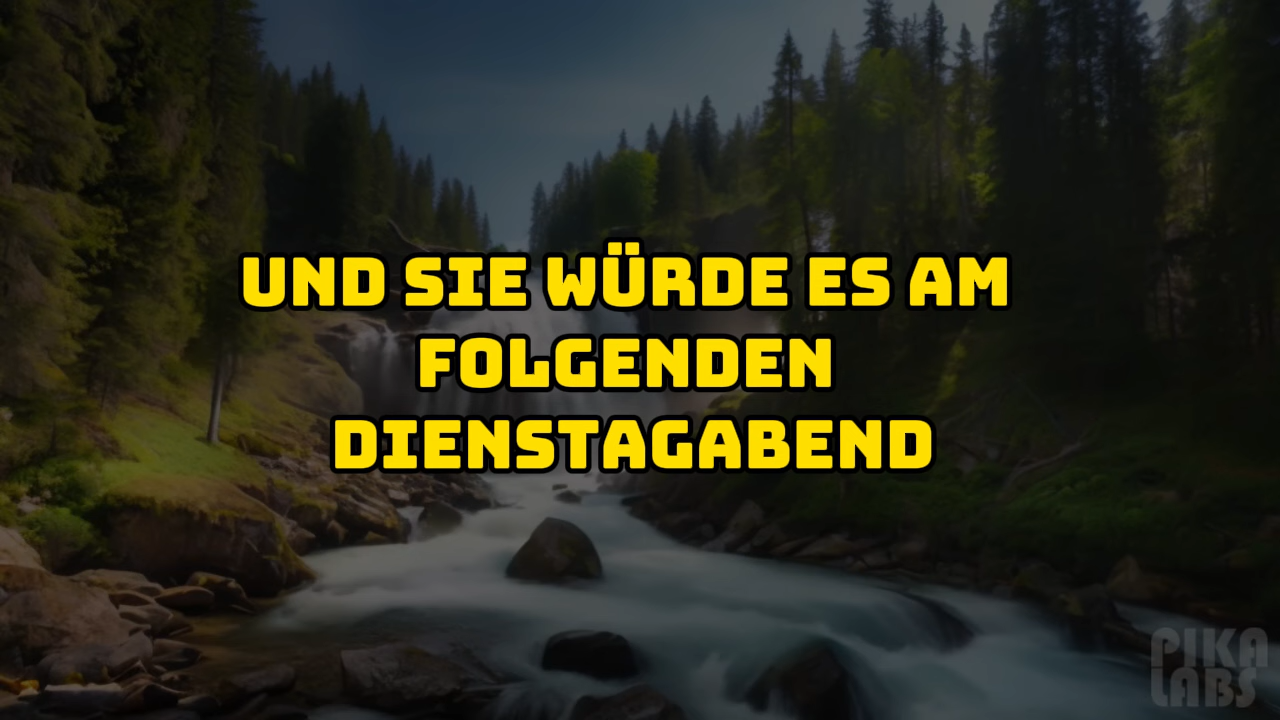 UND SIE WÜRDE ES AM
FOLGENDEN
DIENSTAGABEND
PIKA
LABS